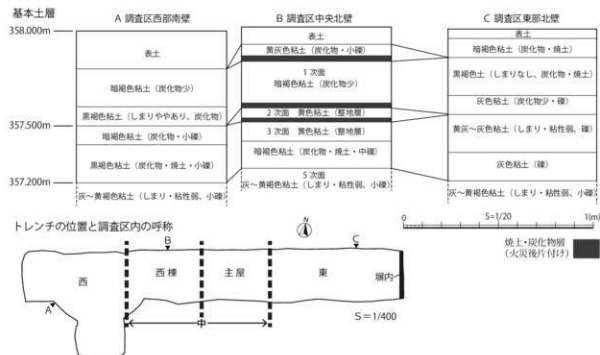 基本土層
A 調査区西部南壁
B 調査区中央北壁
C 調査区東部北壁
358.000m
357.500m
357.200m
表土
暗褐色粘土（炭化物少）
黒褐色粘土（しまりややあり、炭化物）
暗褐色粘土（炭化物・小礫）
黒褐色粘土（炭化物・焼土・小礫）
灰～黄褐色粘土（しまり・粘性弱、小礫）
表土
黄灰色粘土（炭化物・小礫）
1 次面
暗褐色粘土（炭化物少）
2 次面 黄色粘土（整地層）
3 次面 黄色粘土（整地層）
暗褐色粘土（炭化物・焼土・中礫）
5 次面
灰～黄褐色粘土（しまり・粘性弱、小礫）
表土
暗褐色粘土（炭化物・焼土）
黒褐色土（しまりなし、炭化物・焼土）
灰色粘土（炭化物少・礫）
黄灰～灰色粘土（しまり・粘性弱、礫）
灰色粘土（礫）
灰～黄褐色粘土（しまり・粘性弱、小礫）
トレンチの位置と調査区内の呼称
N
0 S=1/20 1(m)
焼土・炭化物層
（火災後片付け）
B
C
西
西棟
主屋
東
塀内
A
中
S=1/400